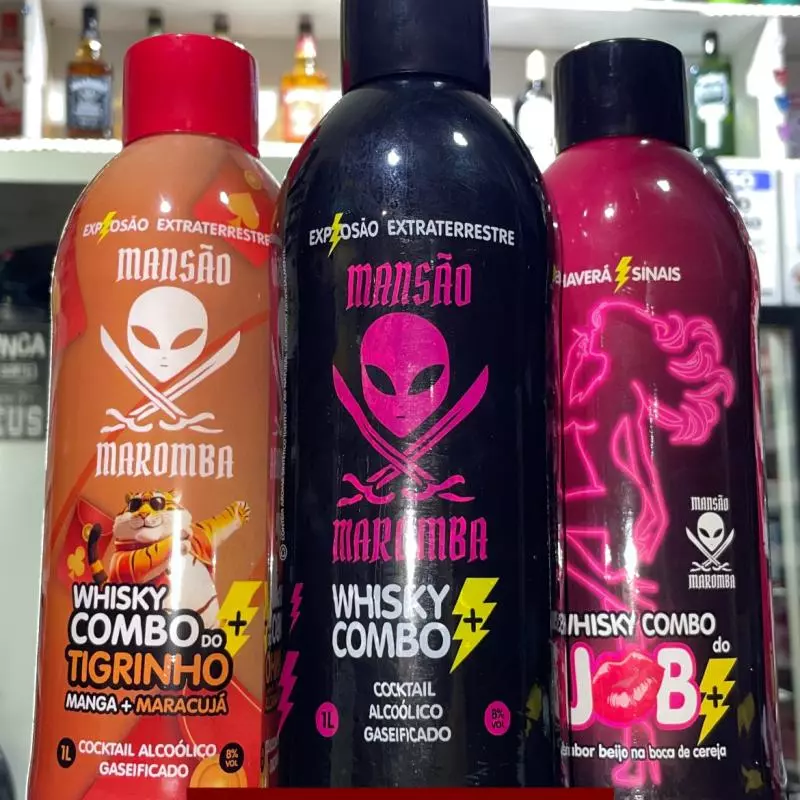 EXPLOSÃO EXTRATERRESTRE
MANSÃO
MAROMBA
WHISKY
COMBO DO +
TIGRINHO
MANGA + MARACUJÁ
1L COCKTAIL ALCOÓLICO 8%
GASEIFICADO VOL
EXPLOSÃO EXTRATERRESTRE
MANSÃO
MAROMBA
WHISKY
COMBO +
COCKTAIL
1L ALCOÓLICO 8%
GASEIFICADO VOL
HAVERÁ SINAIS
MANSÃO
MAROMBA
WHISKY COMBO
do
JOB +
sabor beijo na boca de cereja